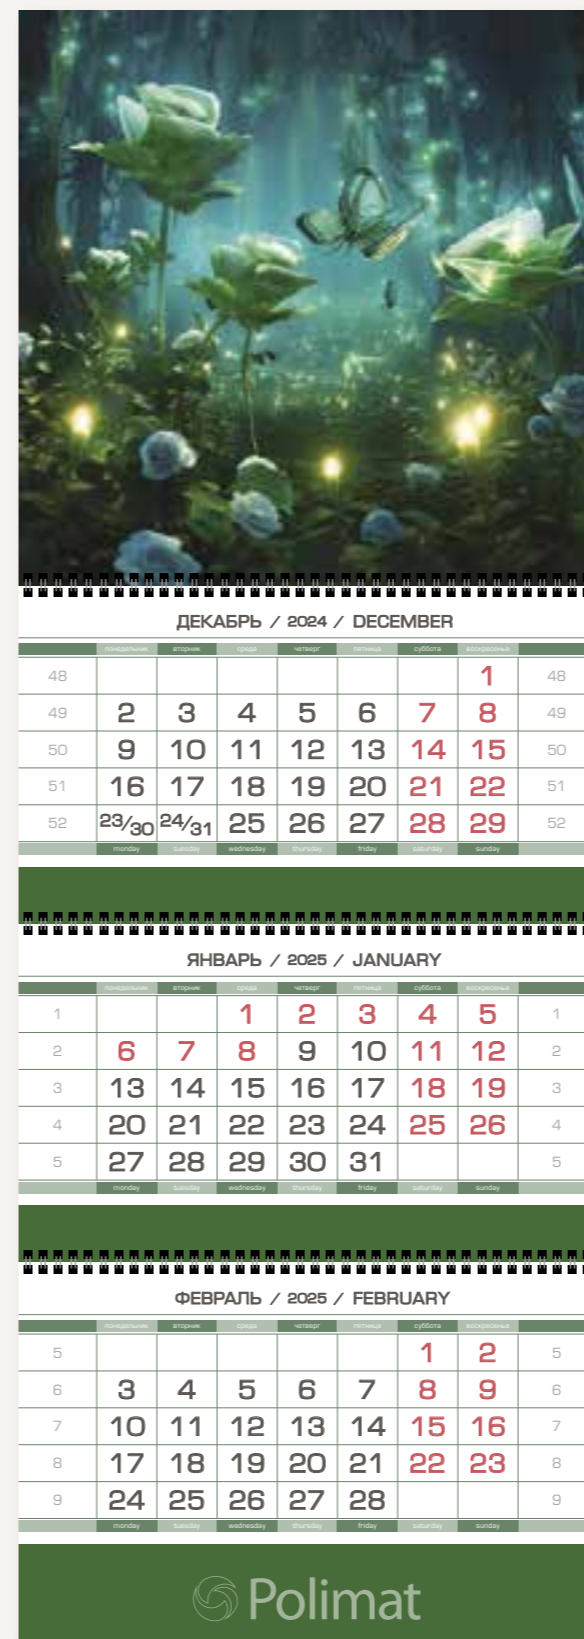 ДЕКАБРЬ / 2024 / DECEMBER
понедельник вторник среда четверг пятница суббота воскресенье
48 1 48
49 2 3 4 5 6 7 8 49
50 9 10 11 12 13 14 15 50
51 16 17 18 19 20 21 22 51
52 23/30 24/31 25 26 27 28 29 52
monday tuesday wednesday thursday friday saturday sunday
ЯНВАРЬ / 2025 / JANUARY
понедельник вторник среда четверг пятница суббота воскресенье
1 1 2 3 4 5 1
2 6 7 8 9 10 11 12 2
3 13 14 15 16 17 18 19 3
4 20 21 22 23 24 25 26 4
5 27 28 29 30 31 5
monday tuesday wednesday thursday friday saturday sunday
ФЕВРАЛЬ / 2025 / FEBRUARY
понедельник вторник среда четверг пятница суббота воскресенье
5 1 2 5
6 3 4 5 6 7 8 9 6
7 10 11 12 13 14 15 16 7
8 17 18 19 20 21 22 23 8
9 24 25 26 27 28 9
monday tuesday wednesday thursday friday saturday sunday
Polimat